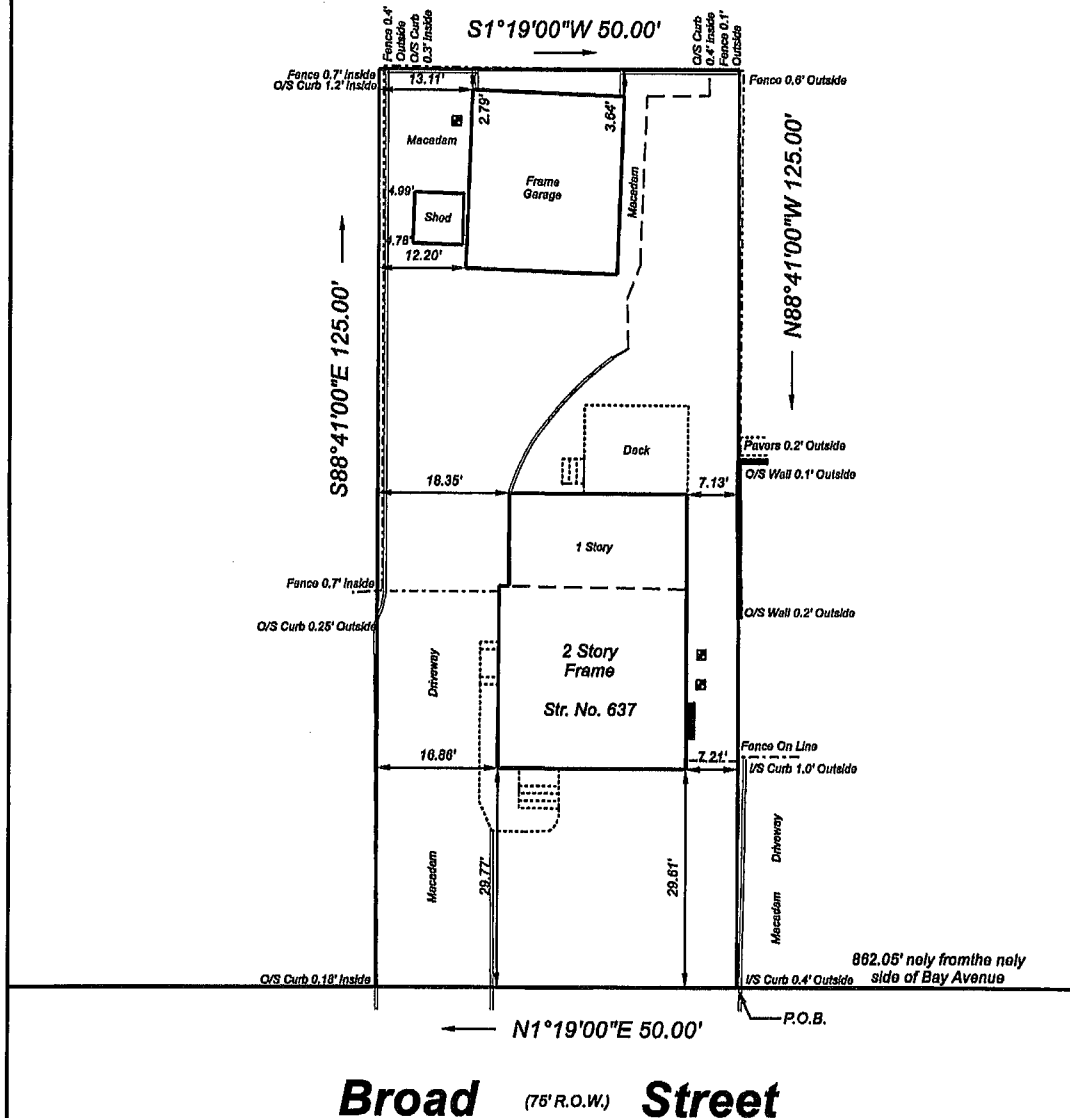 S1°19'00"W 50.00'
Fence 0.4'
Outside
O/S Curb
0.3' Inside
O/S Curb
0.4' Inside
Fence 0.1'
Outside
Fence 0.7' Inside
O/S Curb 1.2' Inside
13.11'
Fence 0.6' Outside
2.79'
3.64'
Macadam
Frame
Garage
Macadam
4.99'
Shed
4.78'
12.20'
S88°41'00"E 125.00'
N88°41'00"W 125.00'
Deck
Pavers 0.2' Outside
O/S Wall 0.1' Outside
18.35'
7.13'
1 Story
Fence 0.7' Inside
O/S Curb 0.25' Outside
O/S Wall 0.2' Outside
Driveway
2 Story
Frame
Str. No. 637
Fence On Line
16.86'
7.21'
I/S Curb 1.0' Outside
Macadam
29.77'
29.61'
Macadam Driveway
862.05' nely fromthe nely
side of Bay Avenue
O/S Curb 0.18' Inside
I/S Curb 0.4' Outside
P.O.B.
N1°19'00"E 50.00'
Broad (75' R.O.W.) Street